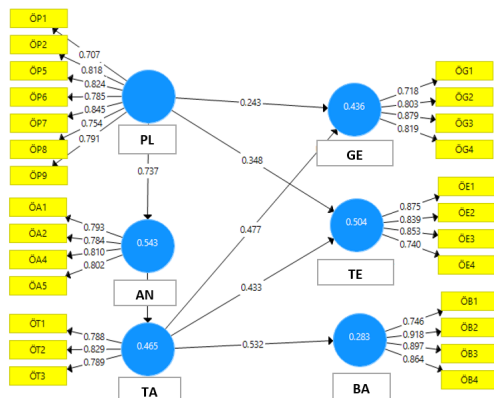 ÖP1
ÖP2
ÖP5
ÖP6
ÖP7
ÖP8
ÖP9
0.707
0.818
0.824
0.785
0.845
0.754
0.791
PL
0.243
0.348
0.737
0.436
GE
0.718
0.803
0.879
0.819
ÖG1
ÖG2
ÖG3
ÖG4
ÖA1
ÖA2
ÖA4
ÖA5
0.793
0.784
0.810
0.802
0.543
AN
0.477
0.433
0.504
TE
0.875
0.839
0.853
0.740
ÖE1
ÖE2
ÖE3
ÖE4
ÖT1
ÖT2
ÖT3
0.788
0.829
0.789
0.465
TA
0.532
0.283
BA
0.746
0.918
0.897
0.864
ÖB1
ÖB2
ÖB3
ÖB4